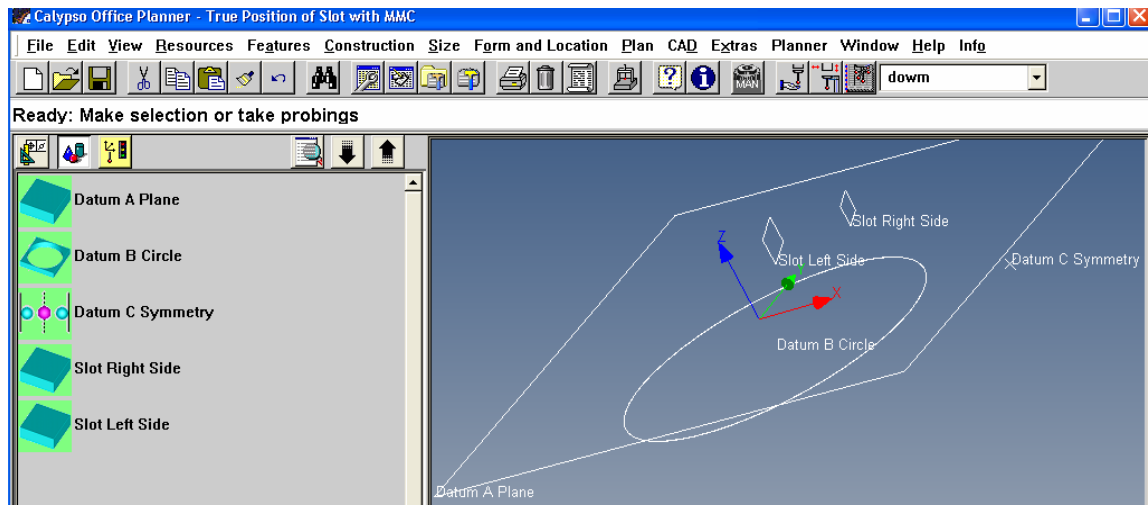 Calypso Office Planner - True Position of Slot with MMC
File Edit View Resources Features Construction Size Form and Location Plan CAD Extras Planner Window Help Info
MAN dowm
Ready: Make selection or take probings
Datum A Plane
Datum B Circle
Datum C Symmetry
Slot Right Side
Slot Left Side
Slot Right Side
Z
Slot Left Side
Y
Datum C Symmetry
X
Datum B Circle
Datum A Plane